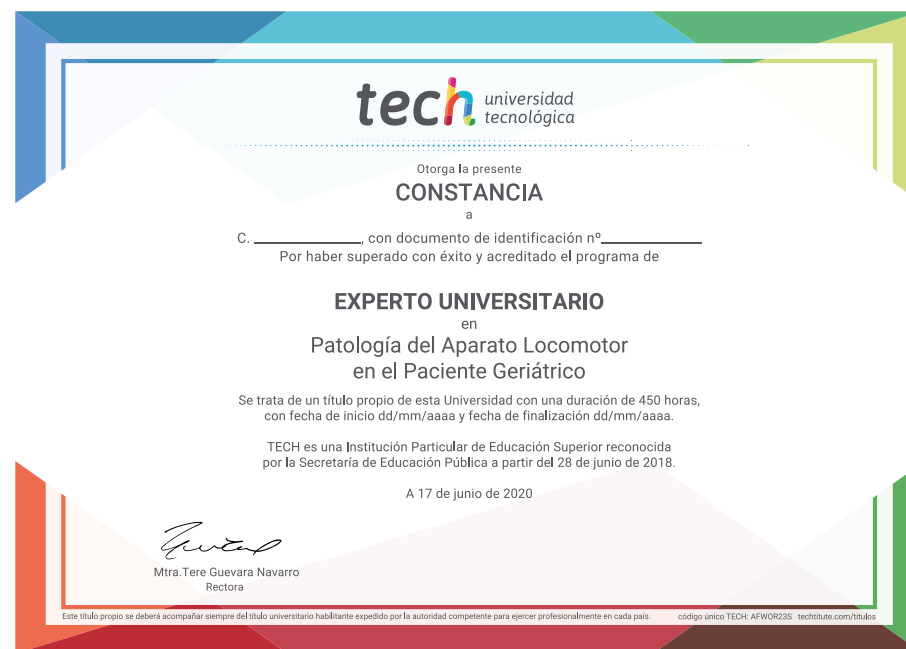 tech universidad
tecnológica
Otorga la presente
CONSTANCIA
a
C. ______________, con documento de identificación nº______________
Por haber superado con éxito y acreditado el programa de
EXPERTO UNIVERSITARIO
en
Patología del Aparato Locomotor
en el Paciente Geriátrico
Se trata de un título propio de esta Universidad con una duración de 450 horas,
con fecha de inicio dd/mm/aaaa y fecha de finalización dd/mm/aaaa.
TECH es una Institución Particular de Educación Superior reconocida
por la Secretaría de Educación Pública a partir del 28 de junio de 2018.
A 17 de junio de 2020
Mtra.Tere Guevara Navarro
Rectora
Este título propio se deberá acompañar siempre del título universitario habilitante expedido por la autoridad competente para ejercer profesionalmente en cada país. código único TECH: AFWOR23S techtitute.com/titulos